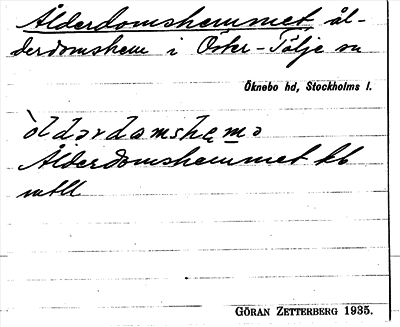 Ålderdomshemmet ål-
derdomshem i Öster-Tälje sn
Öknebo hd, Stockholms l.
Ålderdomshemmet kb
mtll
GÖRAN ZETTERBERG 1935.